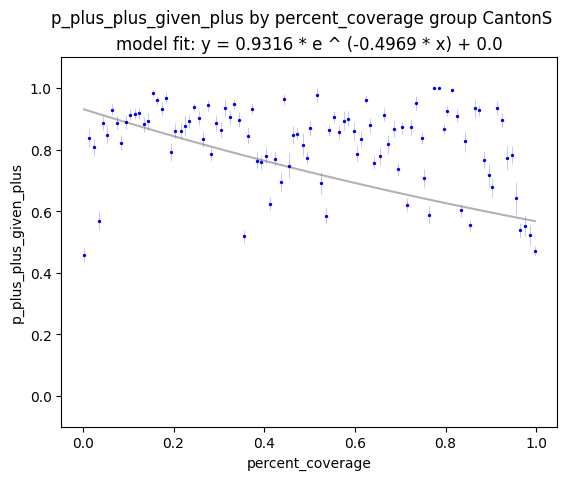 p_plus_plus_given_plus by percent_coverage group CantonS
model fit: y = 0.9316 * e ^ (-0.4969 * x) + 0.0
1.0
0.8
0.6
0.4
0.2
0.0
p_plus_plus_given_plus
0.0 0.2 0.4 0.6 0.8 1.0
percent_coverage